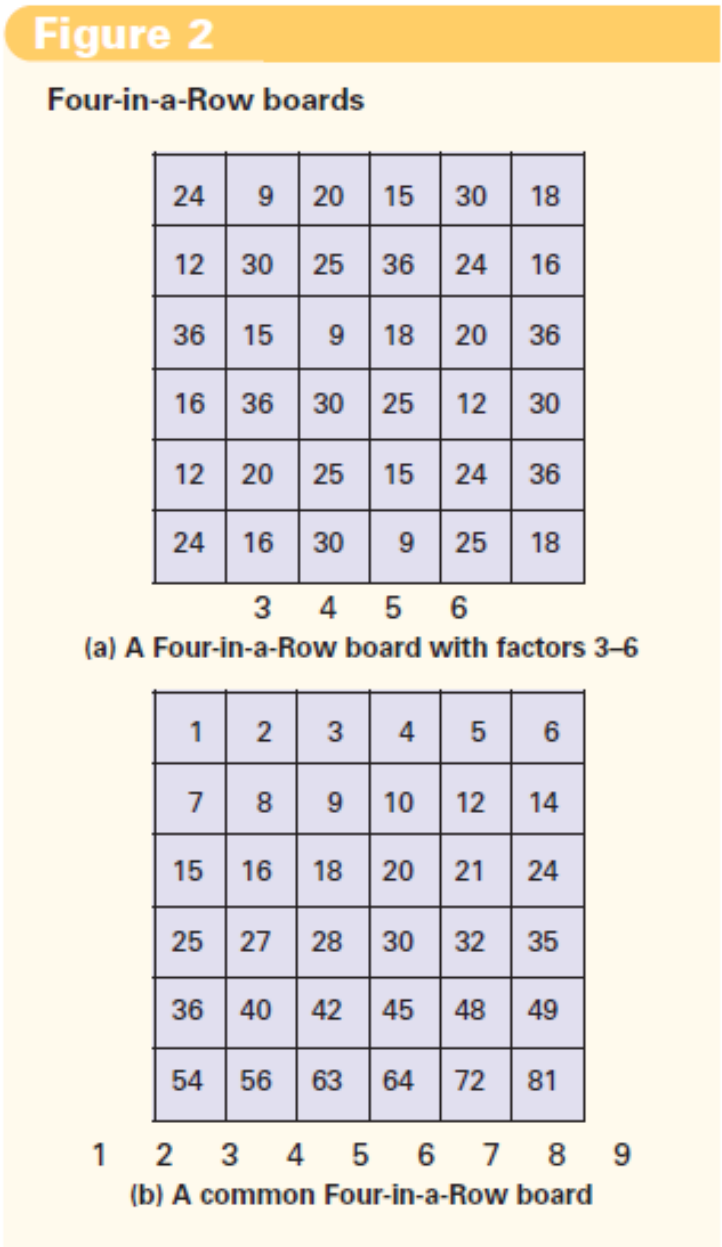 Figure 2
Four-in-a-Row boards
24 9 20 15 30 18
12 30 25 36 24 16
36 15 9 18 20 36
16 36 30 25 12 30
12 20 25 15 24 36
24 16 30 9 25 18
3 4 5 6
(a) A Four-in-a-Row board with factors 3–6
1 2 3 4 5 6
7 8 9 10 12 14
15 16 18 20 21 24
25 27 28 30 32 35
36 40 42 45 48 49
54 56 63 64 72 81
1 2 3 4 5 6 7 8 9
(b) A common Four-in-a-Row board